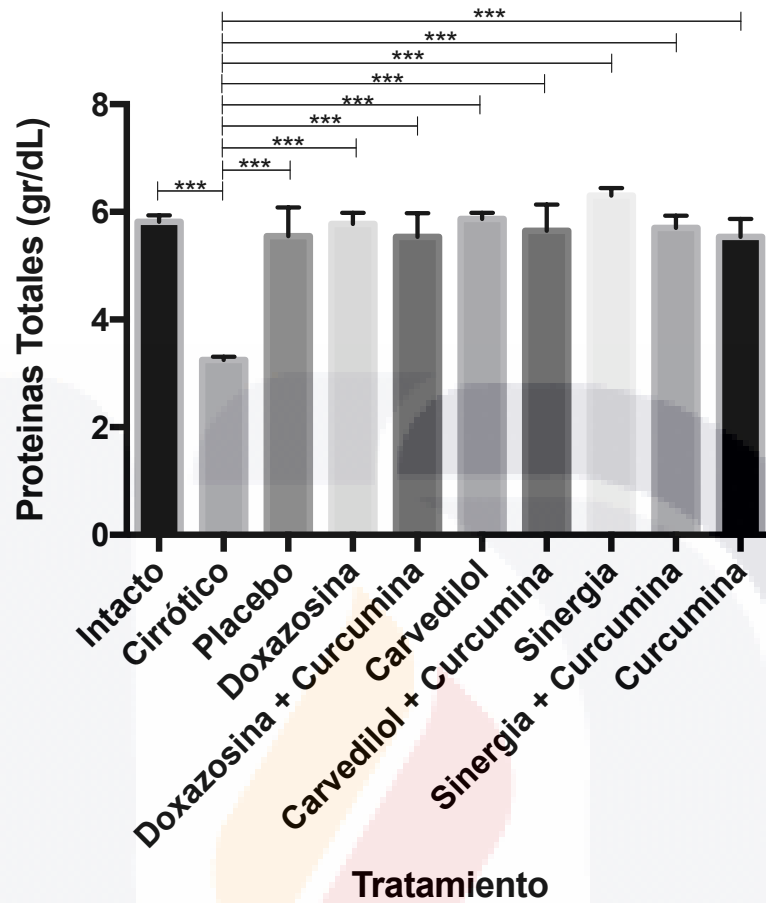 ***
***
***
***
***
***
***
***
***
8
6
4
2
0
Proteinas Totales (gr/dL)
Intacto
Cirrótico
Placebo
Doxazosina
Doxazosina + Curcumina
Carvedilol
Carvedilol + Curcumina
Sinergia
Sinergia + Curcumina
Curcumina
Tratamiento